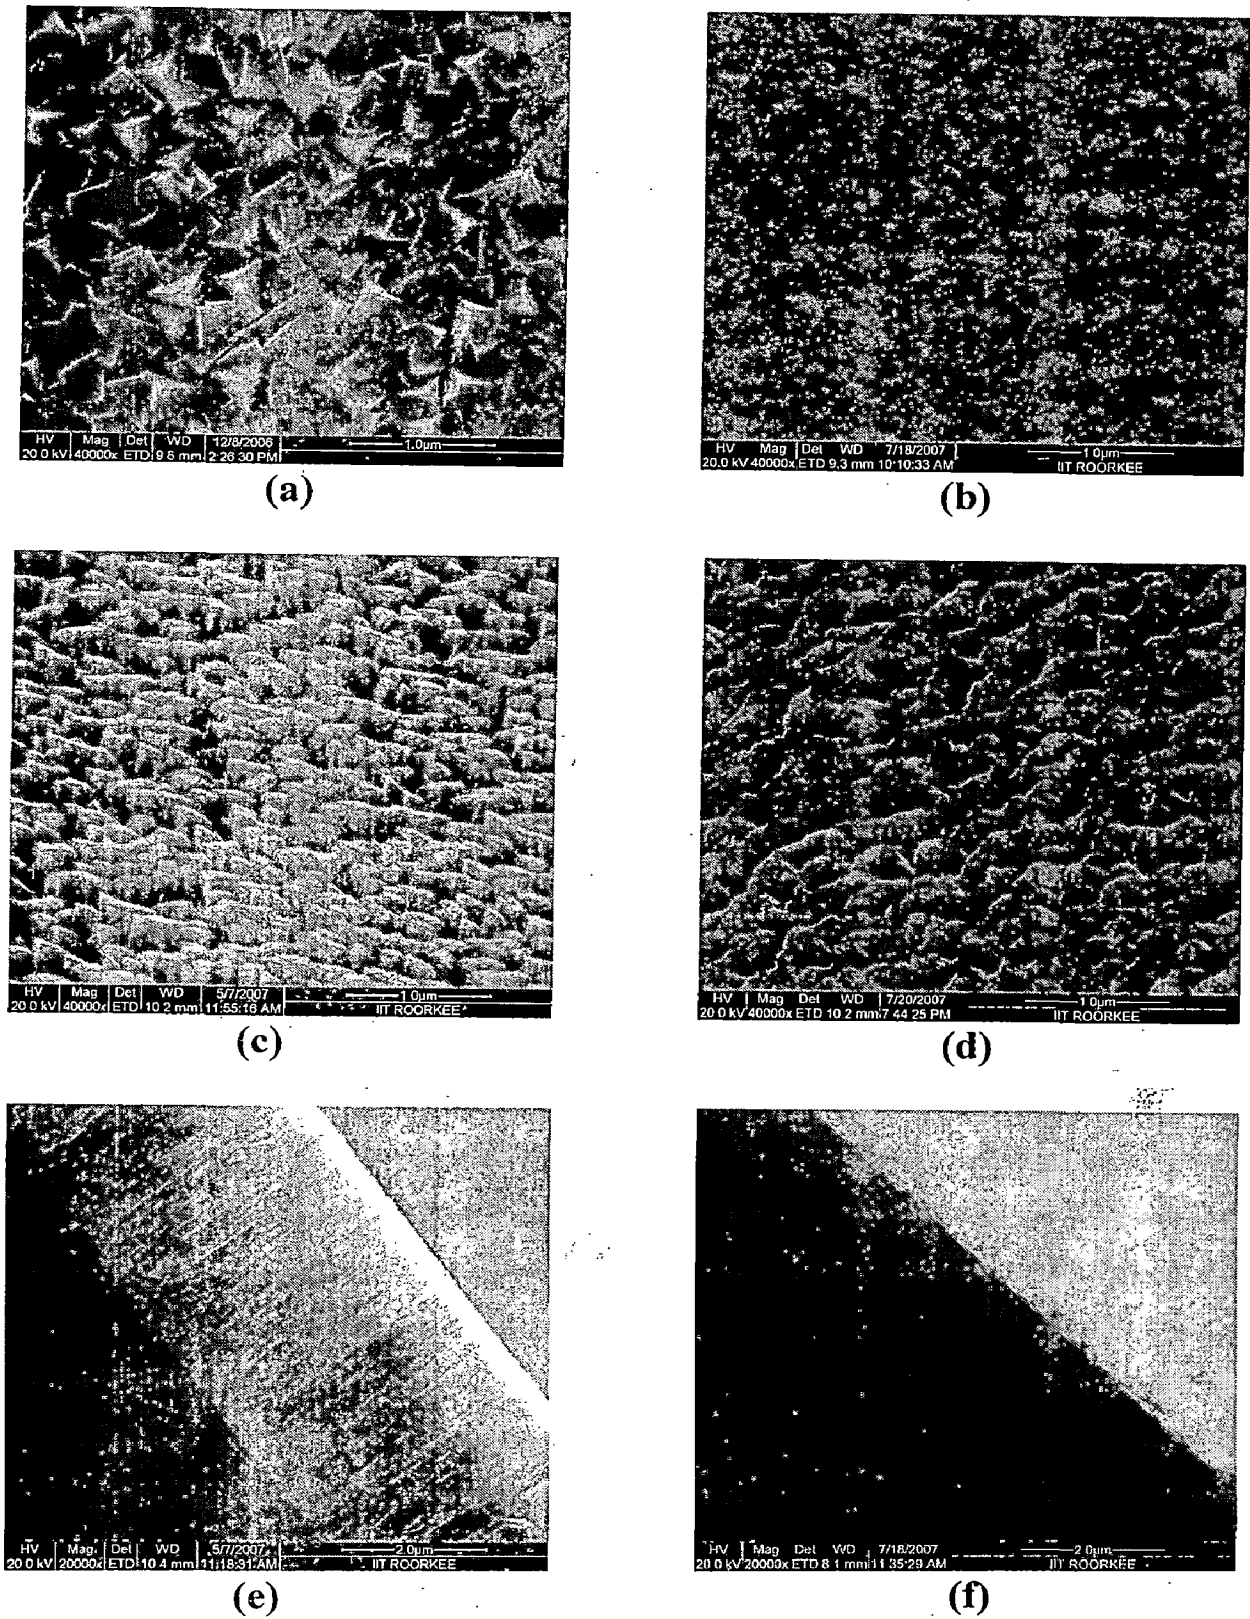 HV Mag Det WD 12/8/2006 1.0µm
20.0 kV 40000x ETD 9.8 mm 2:26:30 PM
(a)
HV Mag Det WD 7/18/2007 1.0µm
20.0 kV 40000x ETD 9.3 mm 10:10:33 AM IIT ROORKEE
(b)
HV Mag Det WD 5/7/2007 1.0µm
20.0 kV 40000x ETD 10.2 mm 11:55:16 AM IIT ROORKEE
(c)
HV Mag Det WD 7/20/2007 1.0µm
20.0 kV 40000x ETD 10.2 mm 7:44:25 PM IIT ROORKEE
(d)
HV Mag Det WD 5/7/2007 2.0µm
20.0 kV 20000x ETD 10.4 mm 11:18:31 AM IIT ROORKEE
(e)
HV Mag Det WD 7/18/2007 2.0µm
20.0 kV 20000x ETD 8.1 mm 11:35:29 AM IIT ROORKEE
(f)